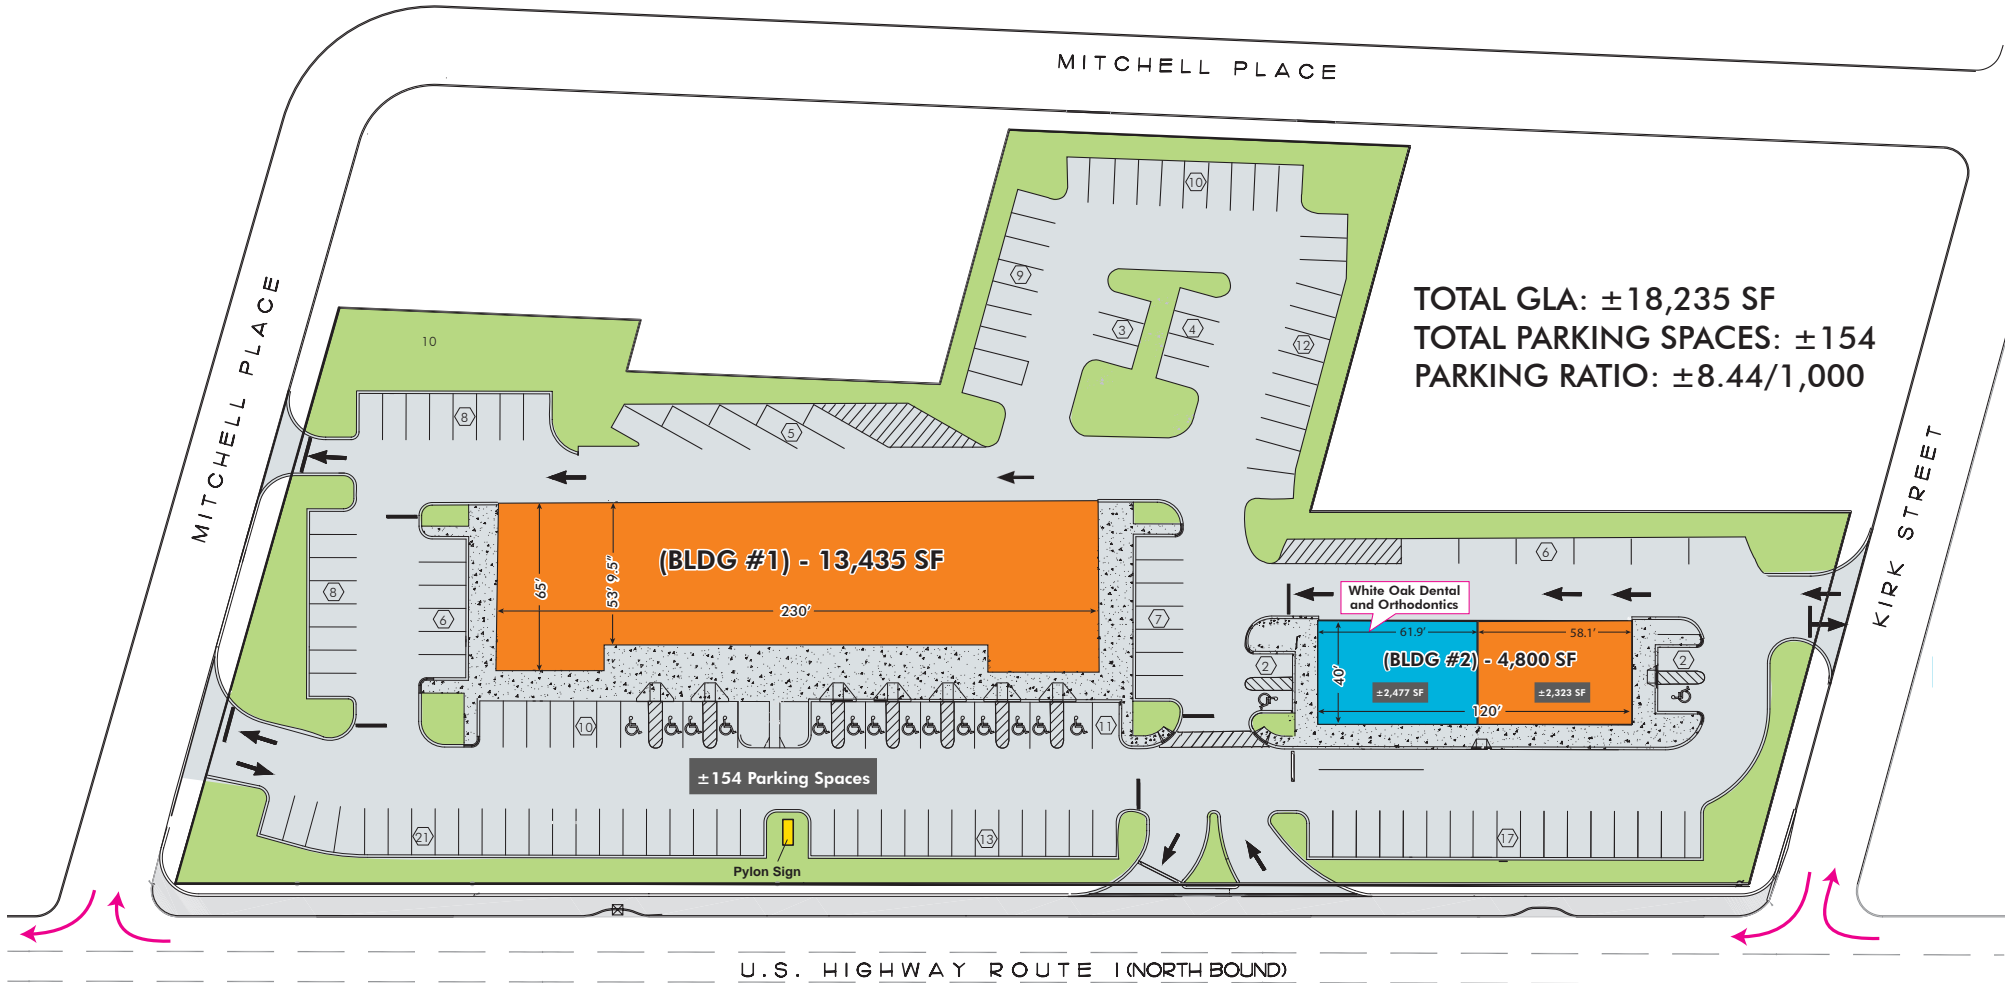 MITCHELL PLACE
MITCHELL PLACE
KIRK STREET
TOTAL GLA: ±18,235 SF
TOTAL PARKING SPACES: ±154
PARKING RATIO: ±8.44/1,000
10
9
3
4
12
10
8
5
8
6
(BLDG #1) - 13,435 SF
65'
53' 9.5"
230'
7
6
White Oak Dental
and Orthodontics
61.9'
58.1'
(BLDG #2) - 4,800 SF
40'
±2,477 SF
±2,323 SF
120'
2
2
10
11
±154 Parking Spaces
21
13
17
Pylon Sign
U.S. HIGHWAY ROUTE 1 (NORTH BOUND)